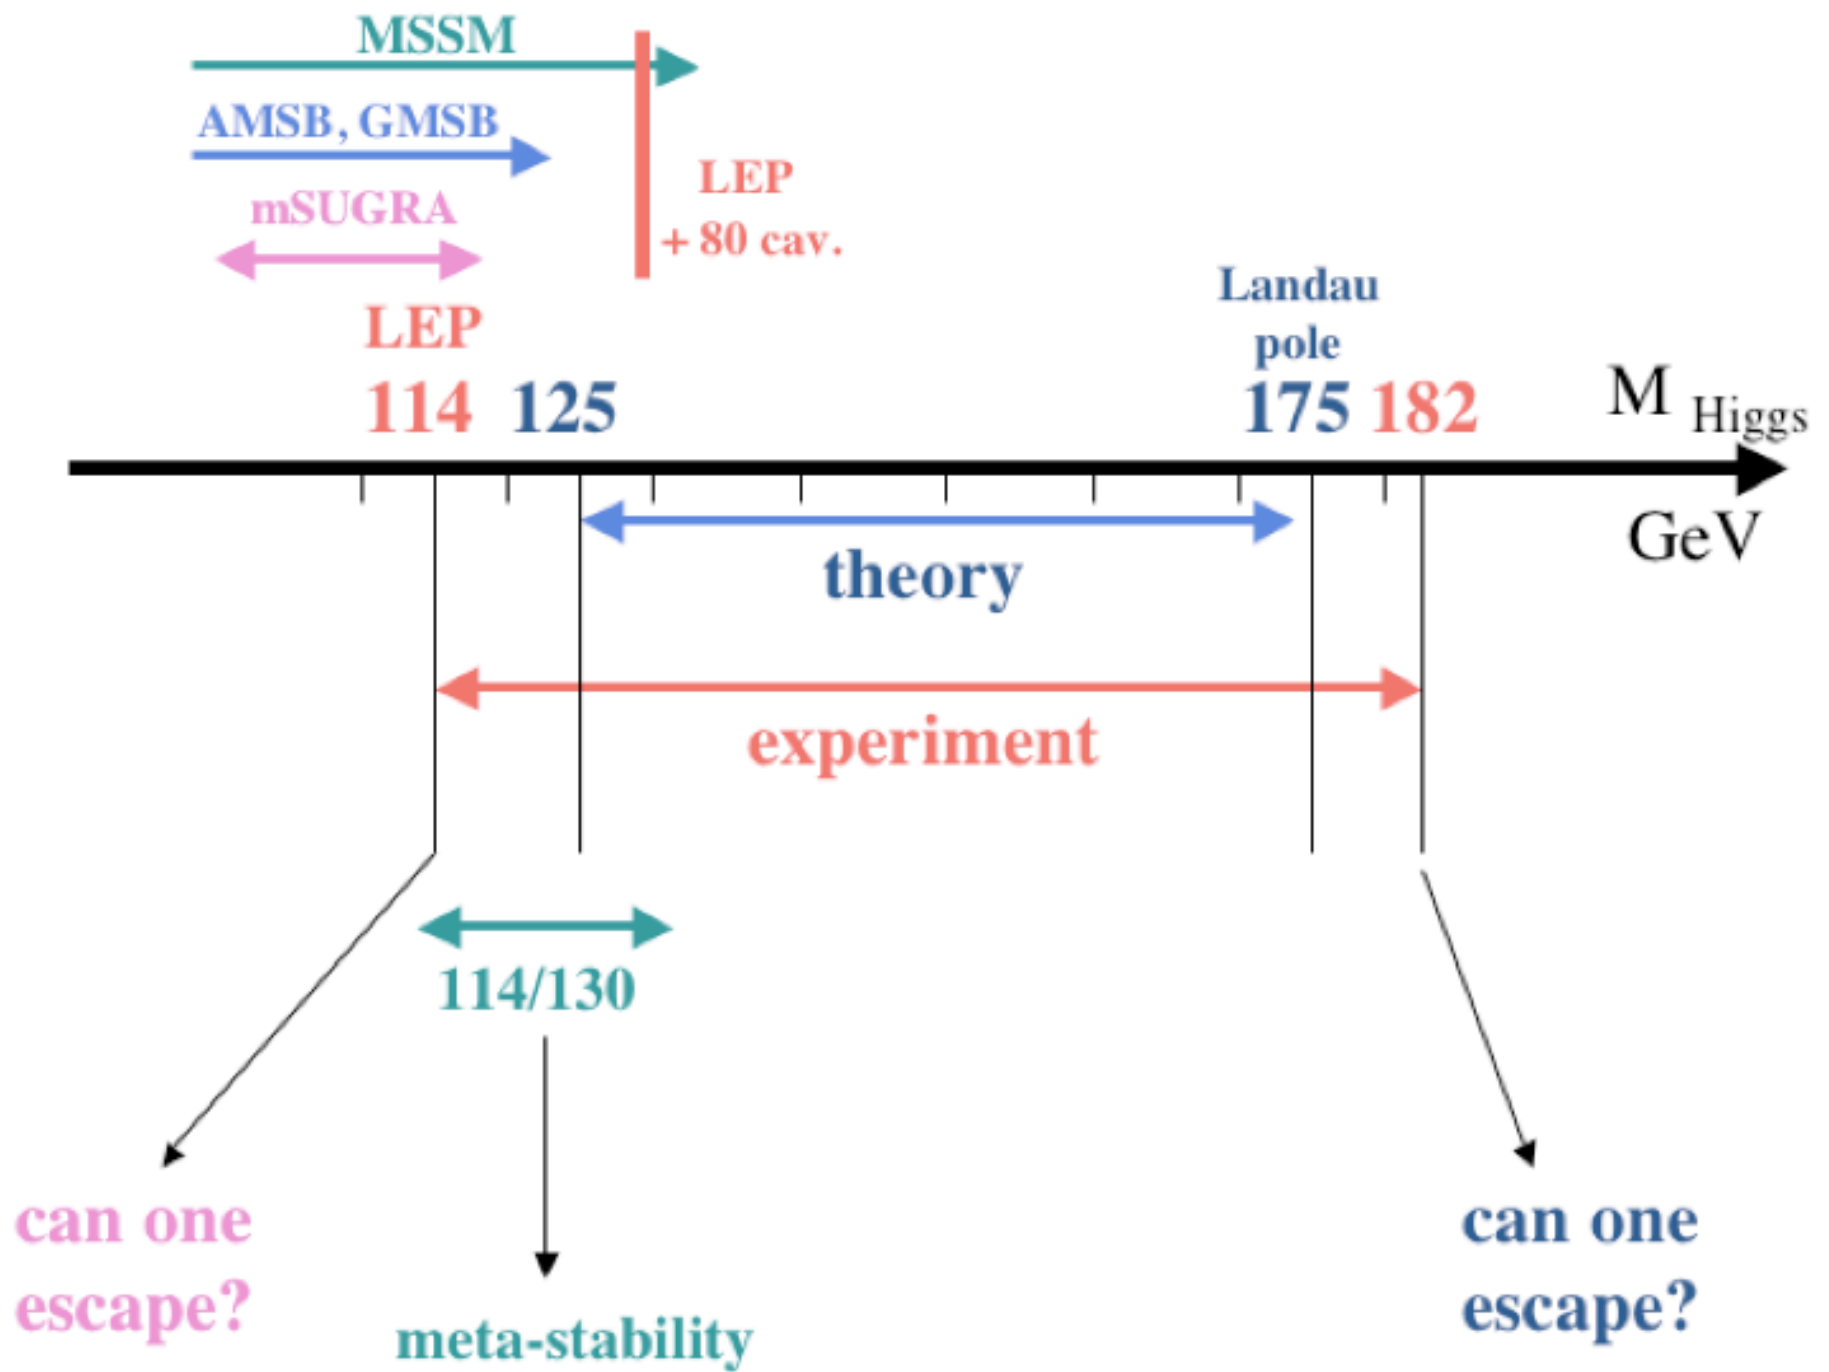 MSSM
AMSB, GMSB
mSUGRA
LEP
+ 80 cav.
LEP
114
125
Landau
pole
175
182
M Higgs
GeV
theory
experiment
114/130
can one
escape?
meta-stability
can one
escape?